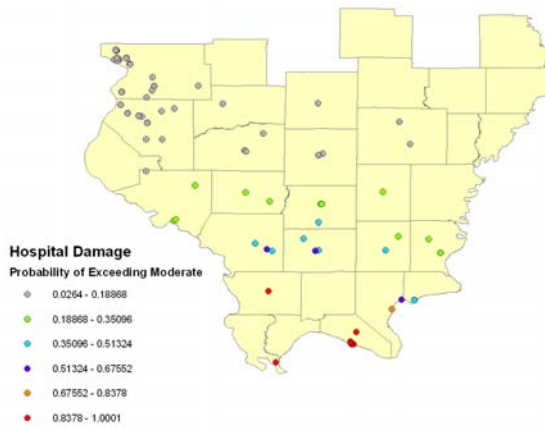 Hospital Damage
Probability of Exceeding Moderate
0.0264 - 0.18868
0.18868 - 0.35096
0.35096 - 0.51324
0.51324 - 0.67552
0.67552 - 0.8378
0.8378 - 1.0001